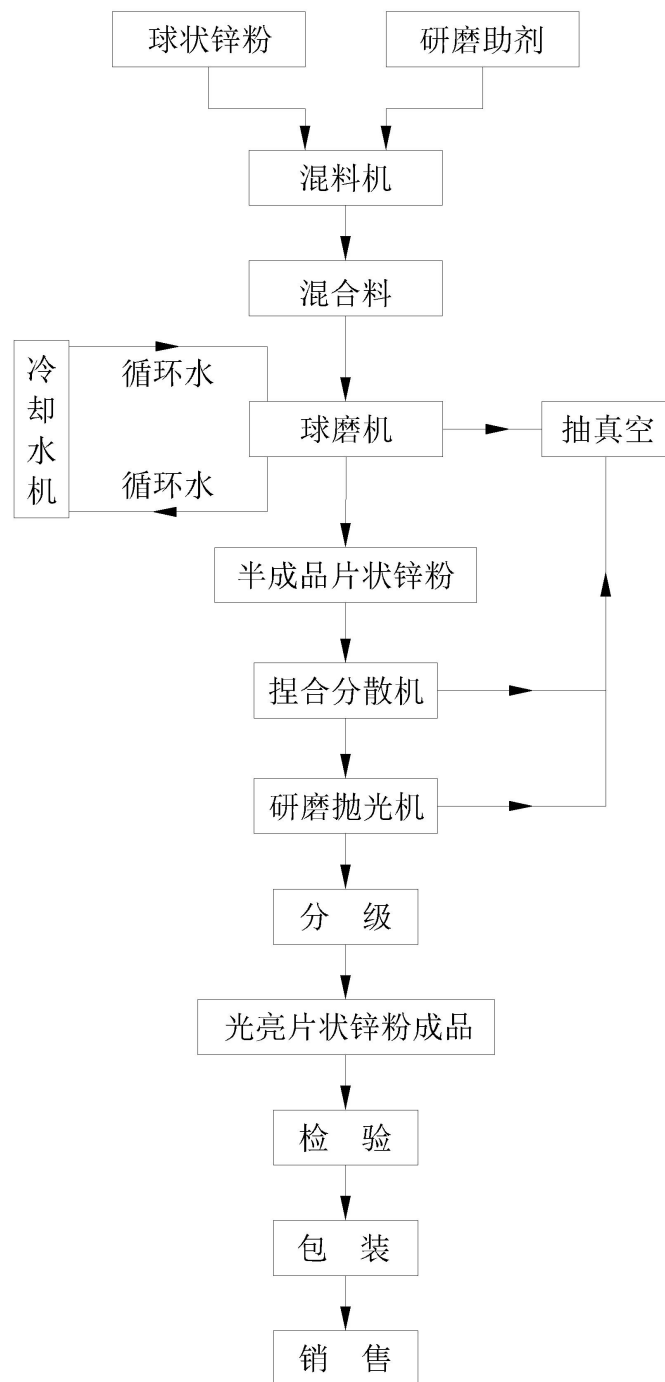 球状锌粉
研磨助剂
混料机
混合料
冷却水机
循环水
球磨机
抽真空
循环水
半成品片状锌粉
捏合分散机
研磨抛光机
分 级
光亮片状锌粉成品
检 验
包 装
销 售